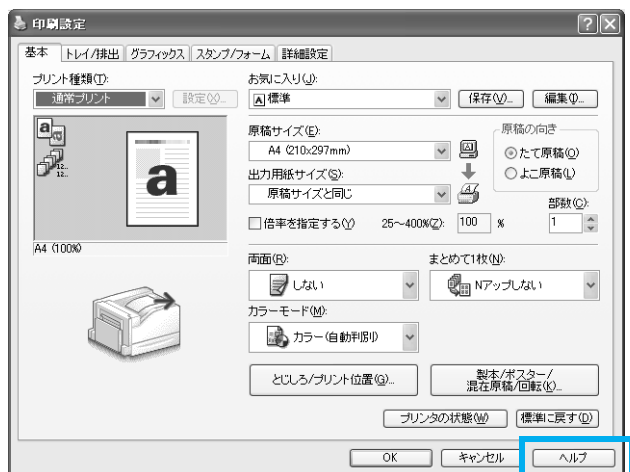 印刷設定
基本 トレイ/排出 グラフィックス スタンプ/フォーム 詳細設定
プリント種類(T):
通常プリント 設定(X)...
お気に入り(J):
標準 保存(V)... 編集(I)...
原稿サイズ(E):
A4 (210x297mm)
原稿の向き
たて原稿(O)
よこ原稿(L)
出力用紙サイズ(S):
原稿サイズと同じ
部数(C):
倍率を指定する(Y) 25～400%(Z): 100 % 1
a
A4 (100%)
両面(R): まとめて1枚(N):
しない Nアップしない
カラーモード(M):
カラー(自動判別)
とじしろ/プリント位置(G)... 製本/ポスター/
混在原稿/回転(K)...
プリンタの状態(W) 標準に戻す(D)
OK キャンセル ヘルプ